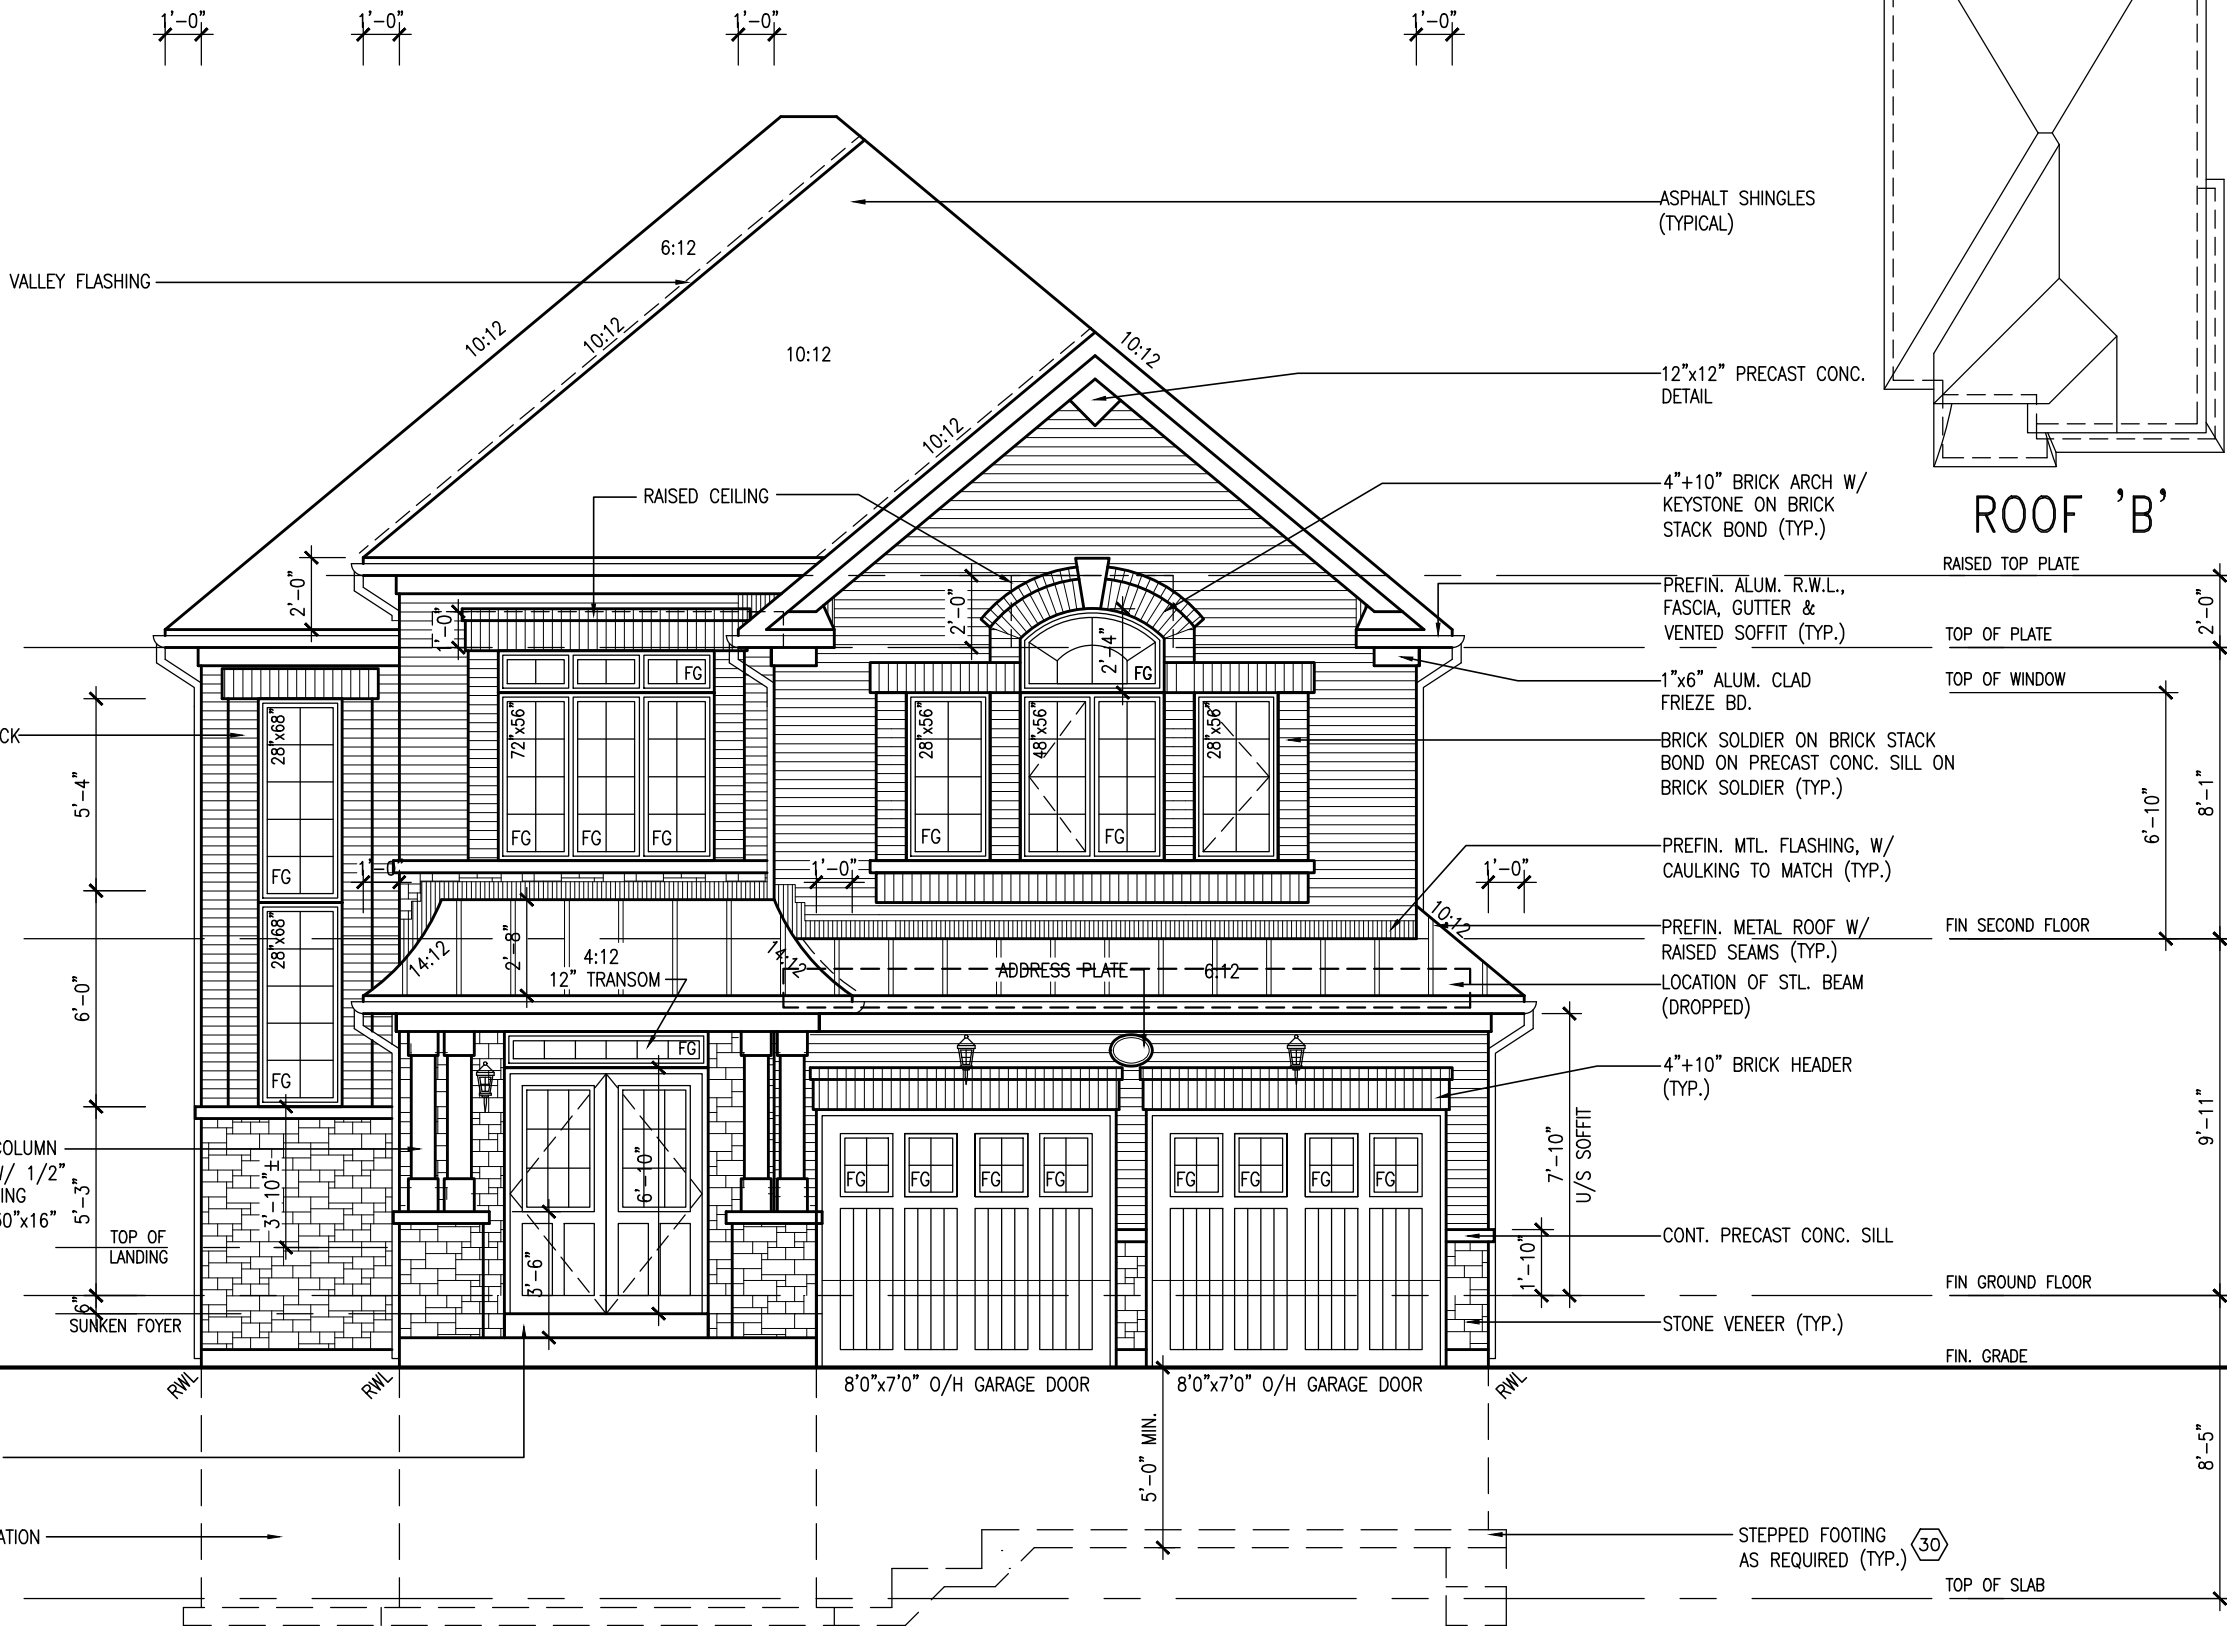 1'-0"
1'-0"
1'-0"
1'-0"
ASPHALT SHINGLES
(TYPICAL)
6:12
VALLEY FLASHING
10:12
10:12
10:12
10:12
12"x12" PRECAST CONC.
DETAIL
10:12
RAISED CEILING
4"+10" BRICK ARCH W/
KEYSTONE ON BRICK
STACK BOND (TYP.)
ROOF 'B'
RAISED TOP PLATE
2'-0"
1'-0"
2'-0"
2'-4"
PREFIN. ALUM. R.W.L.,
FASCIA, GUTTER &
VENTED SOFFIT (TYP.)
TOP OF PLATE
2'-0"
FG
FG
1"x6" ALUM. CLAD
FRIEZE BD.
TOP OF WINDOW
CK
28"x68"
72"x56"
28"x56"
48"x56"
28"x56"
BRICK SOLDIER ON BRICK STACK
BOND ON PRECAST CONC. SILL ON
BRICK SOLDIER (TYP.)
5'-4"
8'-1"
6'-10"
FG
FG
FG
FG
FG
FG
1'-0"
1'-0"
PREFIN. MTL. FLASHING, W/
CAULKING TO MATCH (TYP.)
1'-0"
10:12
28"x68"
14:12
2'-8"
4:12
12" TRANSOM
14:12
ADDRESS PLATE
6:12
PREFIN. METAL ROOF W/
RAISED SEAMS (TYP.)
FIN SECOND FLOOR
LOCATION OF STL. BEAM
(DROPPED)
6'-0"
FG
FG
4"+10" BRICK HEADER
(TYP.)
9'-11"
7'-10"
U/S SOFFIT
COLUMN
W/ 1/2"
ING
60"x16"
5'-3"
3'-10"±
6'-10"
FG
FG
FG
FG
FG
FG
FG
FG
TOP OF
LANDING
3'-6"
1'-10"
CONT. PRECAST CONC. SILL
FIN GROUND FLOOR
6"
SUNKEN FOYER
STONE VENEER (TYP.)
FIN. GRADE
RWL
RWL
8'0"x7'0" O/H GARAGE DOOR
8'0"x7'0" O/H GARAGE DOOR
RWL
5'-0" MIN.
8'-5"
ATION
STEPPED FOOTING
AS REQUIRED (TYP.)
30
TOP OF SLAB